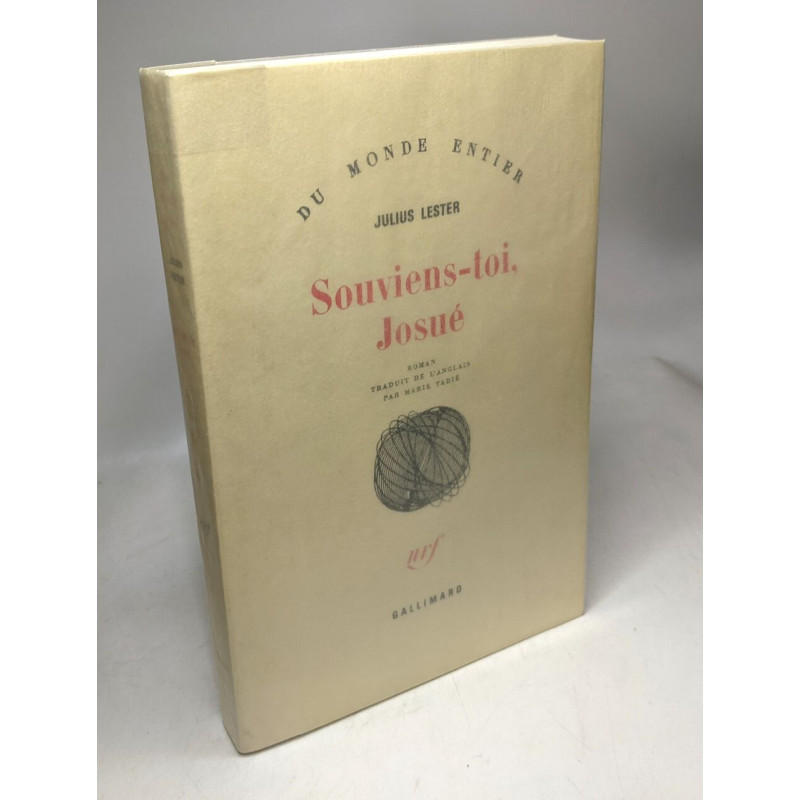 DU MONDE ENTIER
JULIUS LESTER
Souviens-toi,
Josué
ROMAN
TRADUIT DE L'ANGLAIS
PAR MARIE TADIÉ
nrf
GALLIMARD